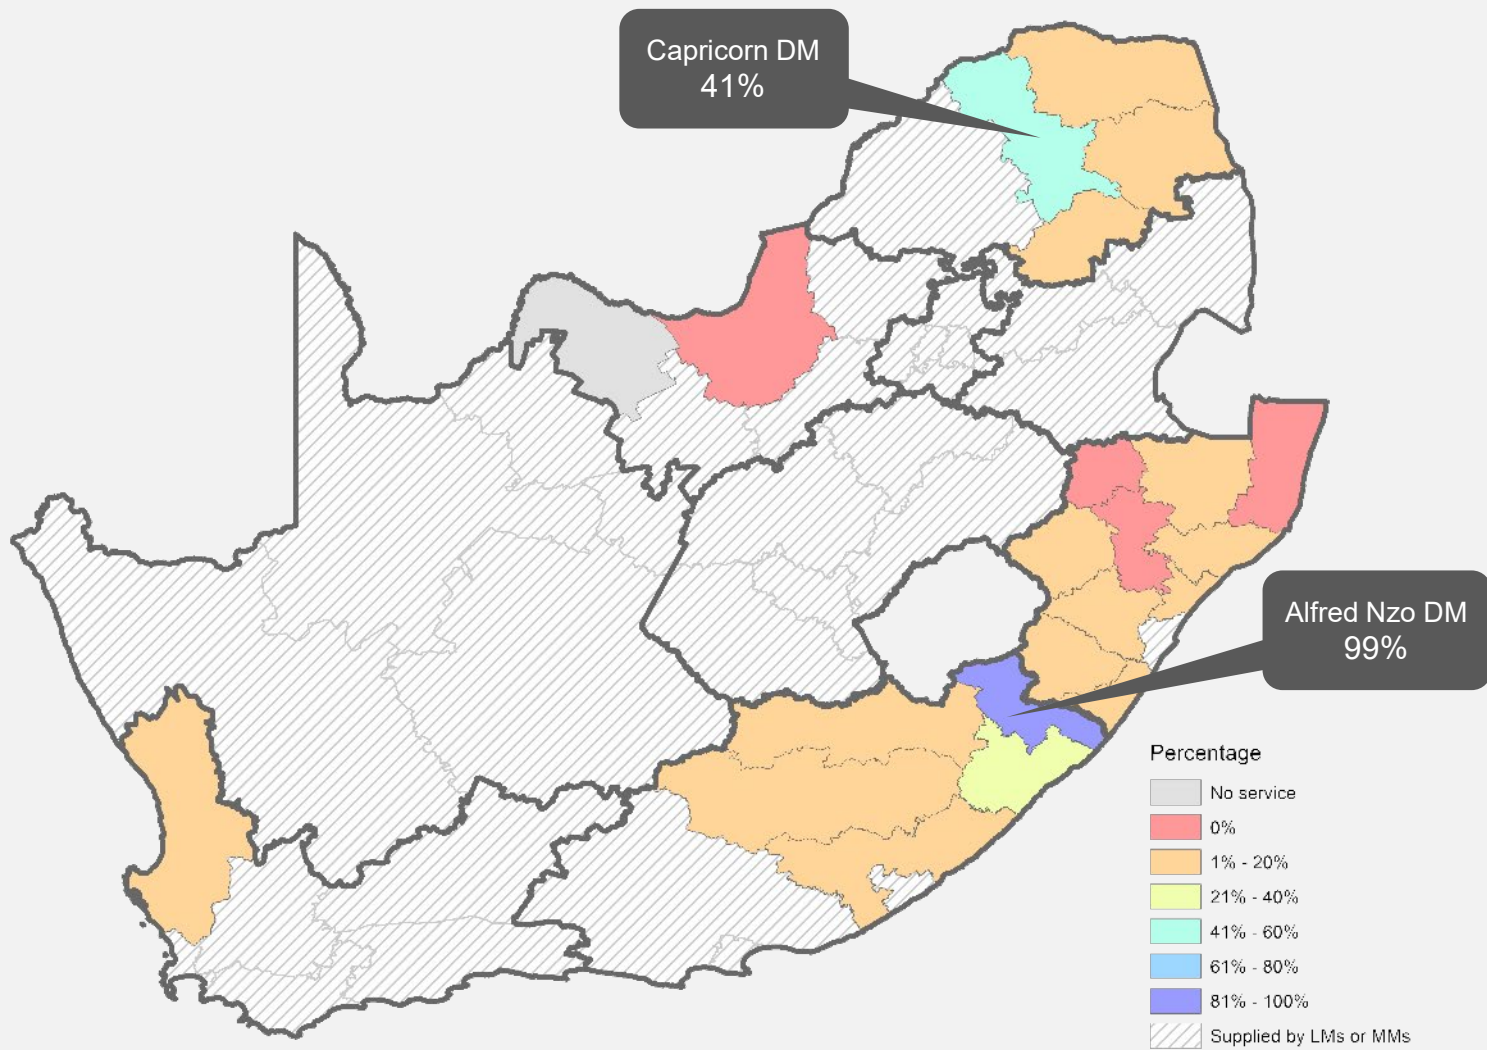 Capricorn DM
41%
Alfred Nzo DM
99%
Percentage
No service
0%
1% - 20%
21% - 40%
41% - 60%
61% - 80%
81% - 100%
Supplied by LMs or MMs